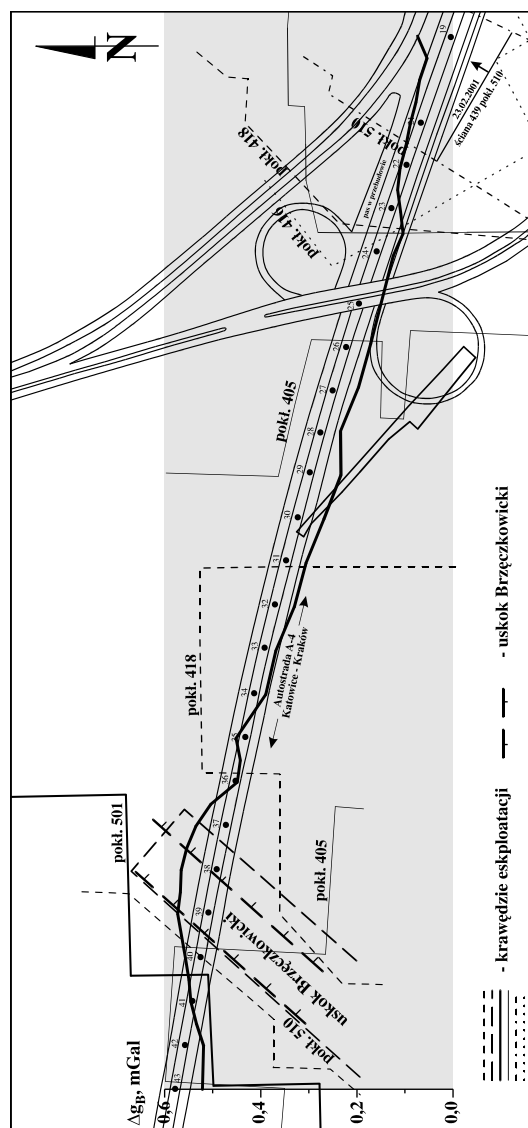 N
ΔgB, mGal
0,6
0,4
0,2
0,0
43
42
41
40
39
38
37
36
35
34
33
32
31
30
29
28
27
26
25
24
23
22
19
pokł. 501
pokł. 510
uskok Brzęczkowicki
pokł. 405
pokł. 418
Autostrada A-4
Katowice - Kraków
pokł. 405
pokł. 416
pokł. 418
pokł. 510
pas w przebudowie
23.02.2001
ściana 439 pokł. 510-
- krawędzie eskploatacji
- uskok Brzęczkowicki